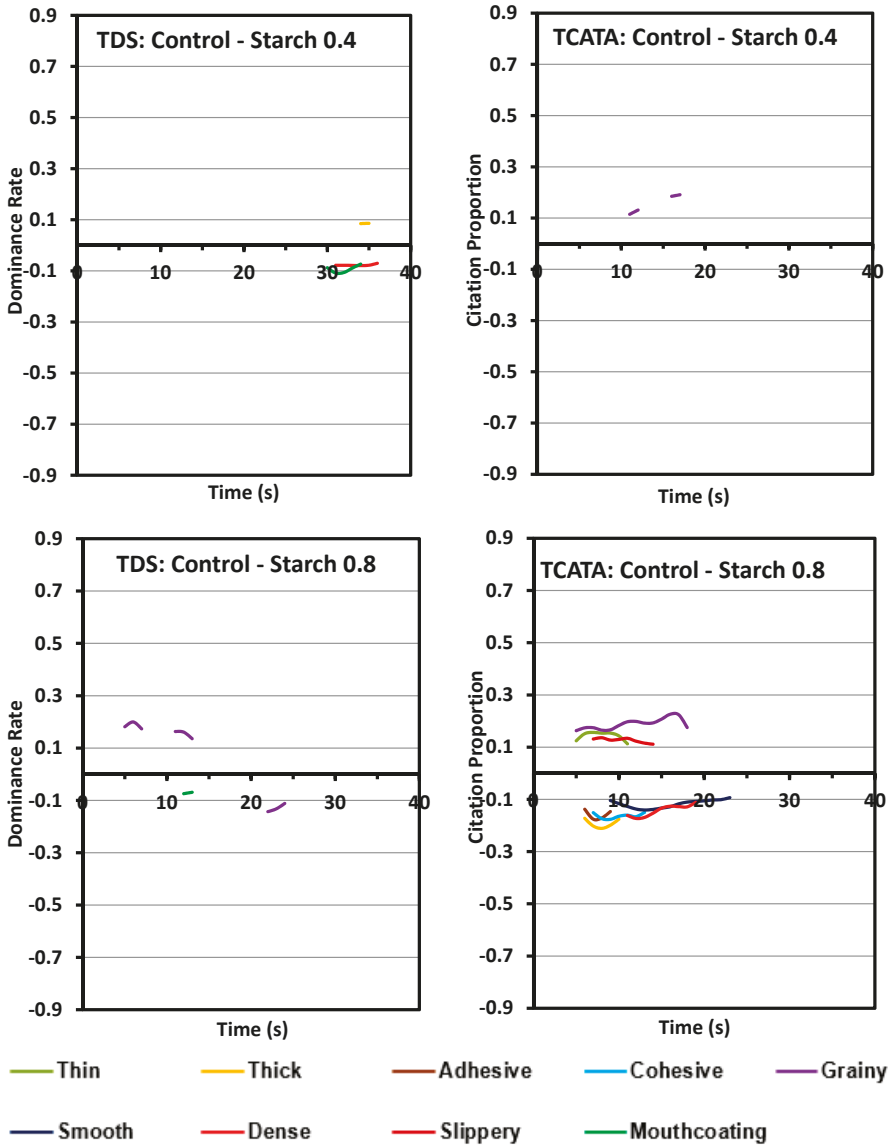 TDS: Control - Starch 0.4
0.9
0.7
0.5
0.3
0.1
-0.1
-0.3
-0.5
-0.7
-0.9
0 10 20 30 40
Dominance Rate
Time (s)
TCATA: Control - Starch 0.4
0.9
0.7
0.5
0.3
0.1
-0.1
-0.3
-0.5
-0.7
-0.9
0 10 20 30 40
Citation Proportion
Time (s)
TDS: Control - Starch 0.8
0.9
0.7
0.5
0.3
0.1
-0.1
-0.3
-0.5
-0.7
-0.9
0 10 20 30 40
Dominance Rate
Time (s)
TCATA: Control - Starch 0.8
0.9
0.7
0.5
0.3
0.1
-0.1
-0.3
-0.5
-0.7
-0.9
0 10 20 30 40
Citation Proportion
Time (s)
Thin Thick Adhesive Cohesive Grainy
Smooth Dense Slippery Mouthcoating